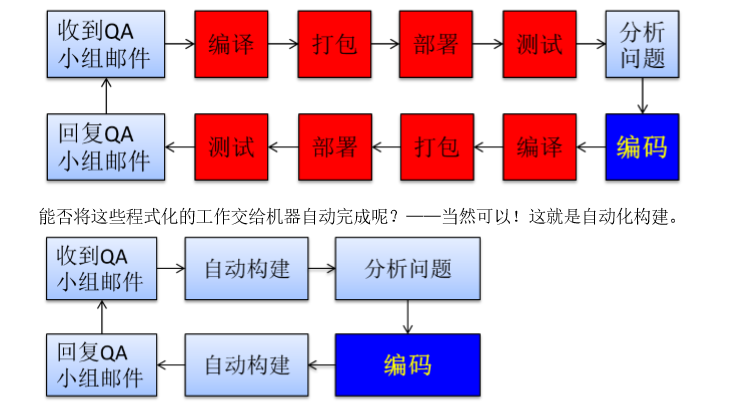 收到QA
小组邮件
编译
打包
部署
测试
分析
问题
回复QA
小组邮件
测试
部署
打包
编译
编码
能否将这些程式化的工作交给机器自动完成呢？——当然可以！这就是自动化构建。
收到QA
小组邮件
自动构建
分析问题
回复QA
小组邮件
自动构建
编码